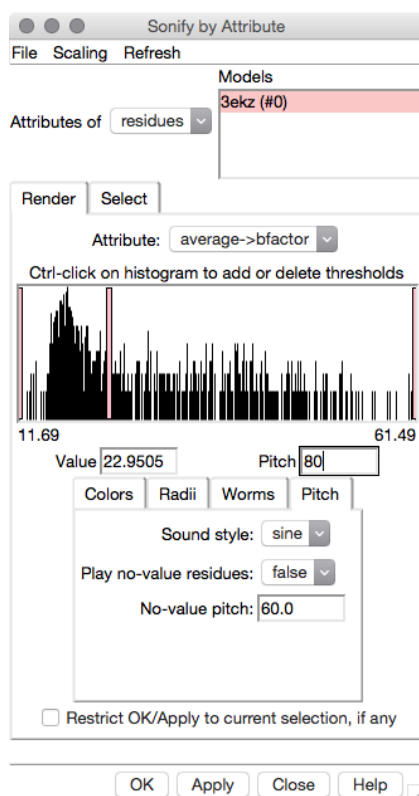 Sonify by Attribute
File Scaling Refresh
Models
3ekz (#0)
Attributes of residues
Render Select
Attribute: average->bfactor
Ctrl-click on histogram to add or delete thresholds
11.69 61.49
Value 22.9505 Pitch 80
Colors Radii Worms Pitch
Sound style: sine
Play no-value residues: false
No-value pitch: 60.0
Restrict OK/Apply to current selection, if any
OK Apply Close Help